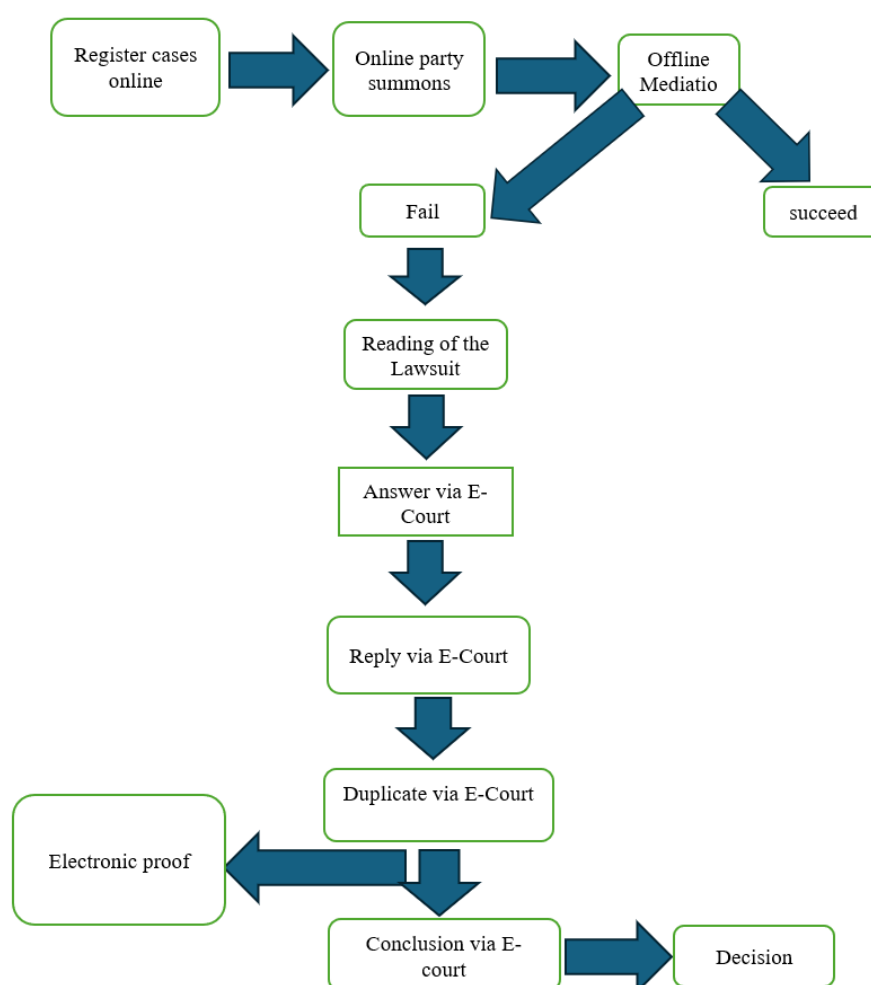 Register cases
online
Online party
summons
Offline
Mediatio
Fail
succeed
Reading of the
Lawsuit
Answer via E-
Court
Reply via E-Court
Duplicate via E-Court
Electronic proof
Conclusion via E-
court
Decision